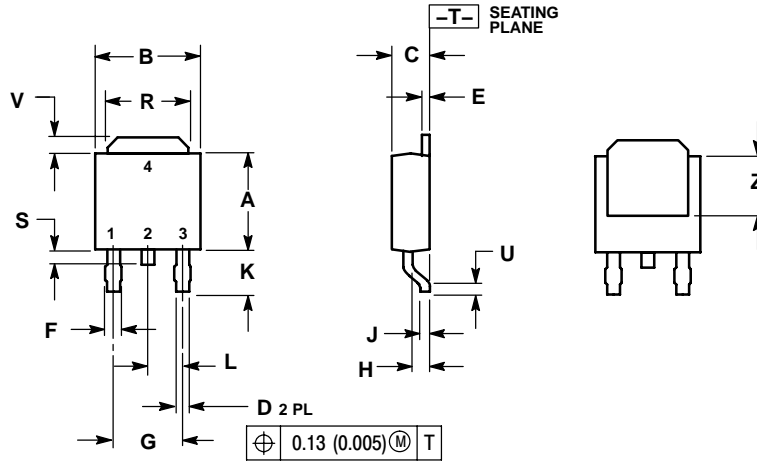 –T– SEATING
PLANE
B
C
V
R
E
4
A
Z
S
1 2 3
K
U
F
J
L
H
D 2 PL
G
⌖ 0.13 (0.005) Ⓜ T